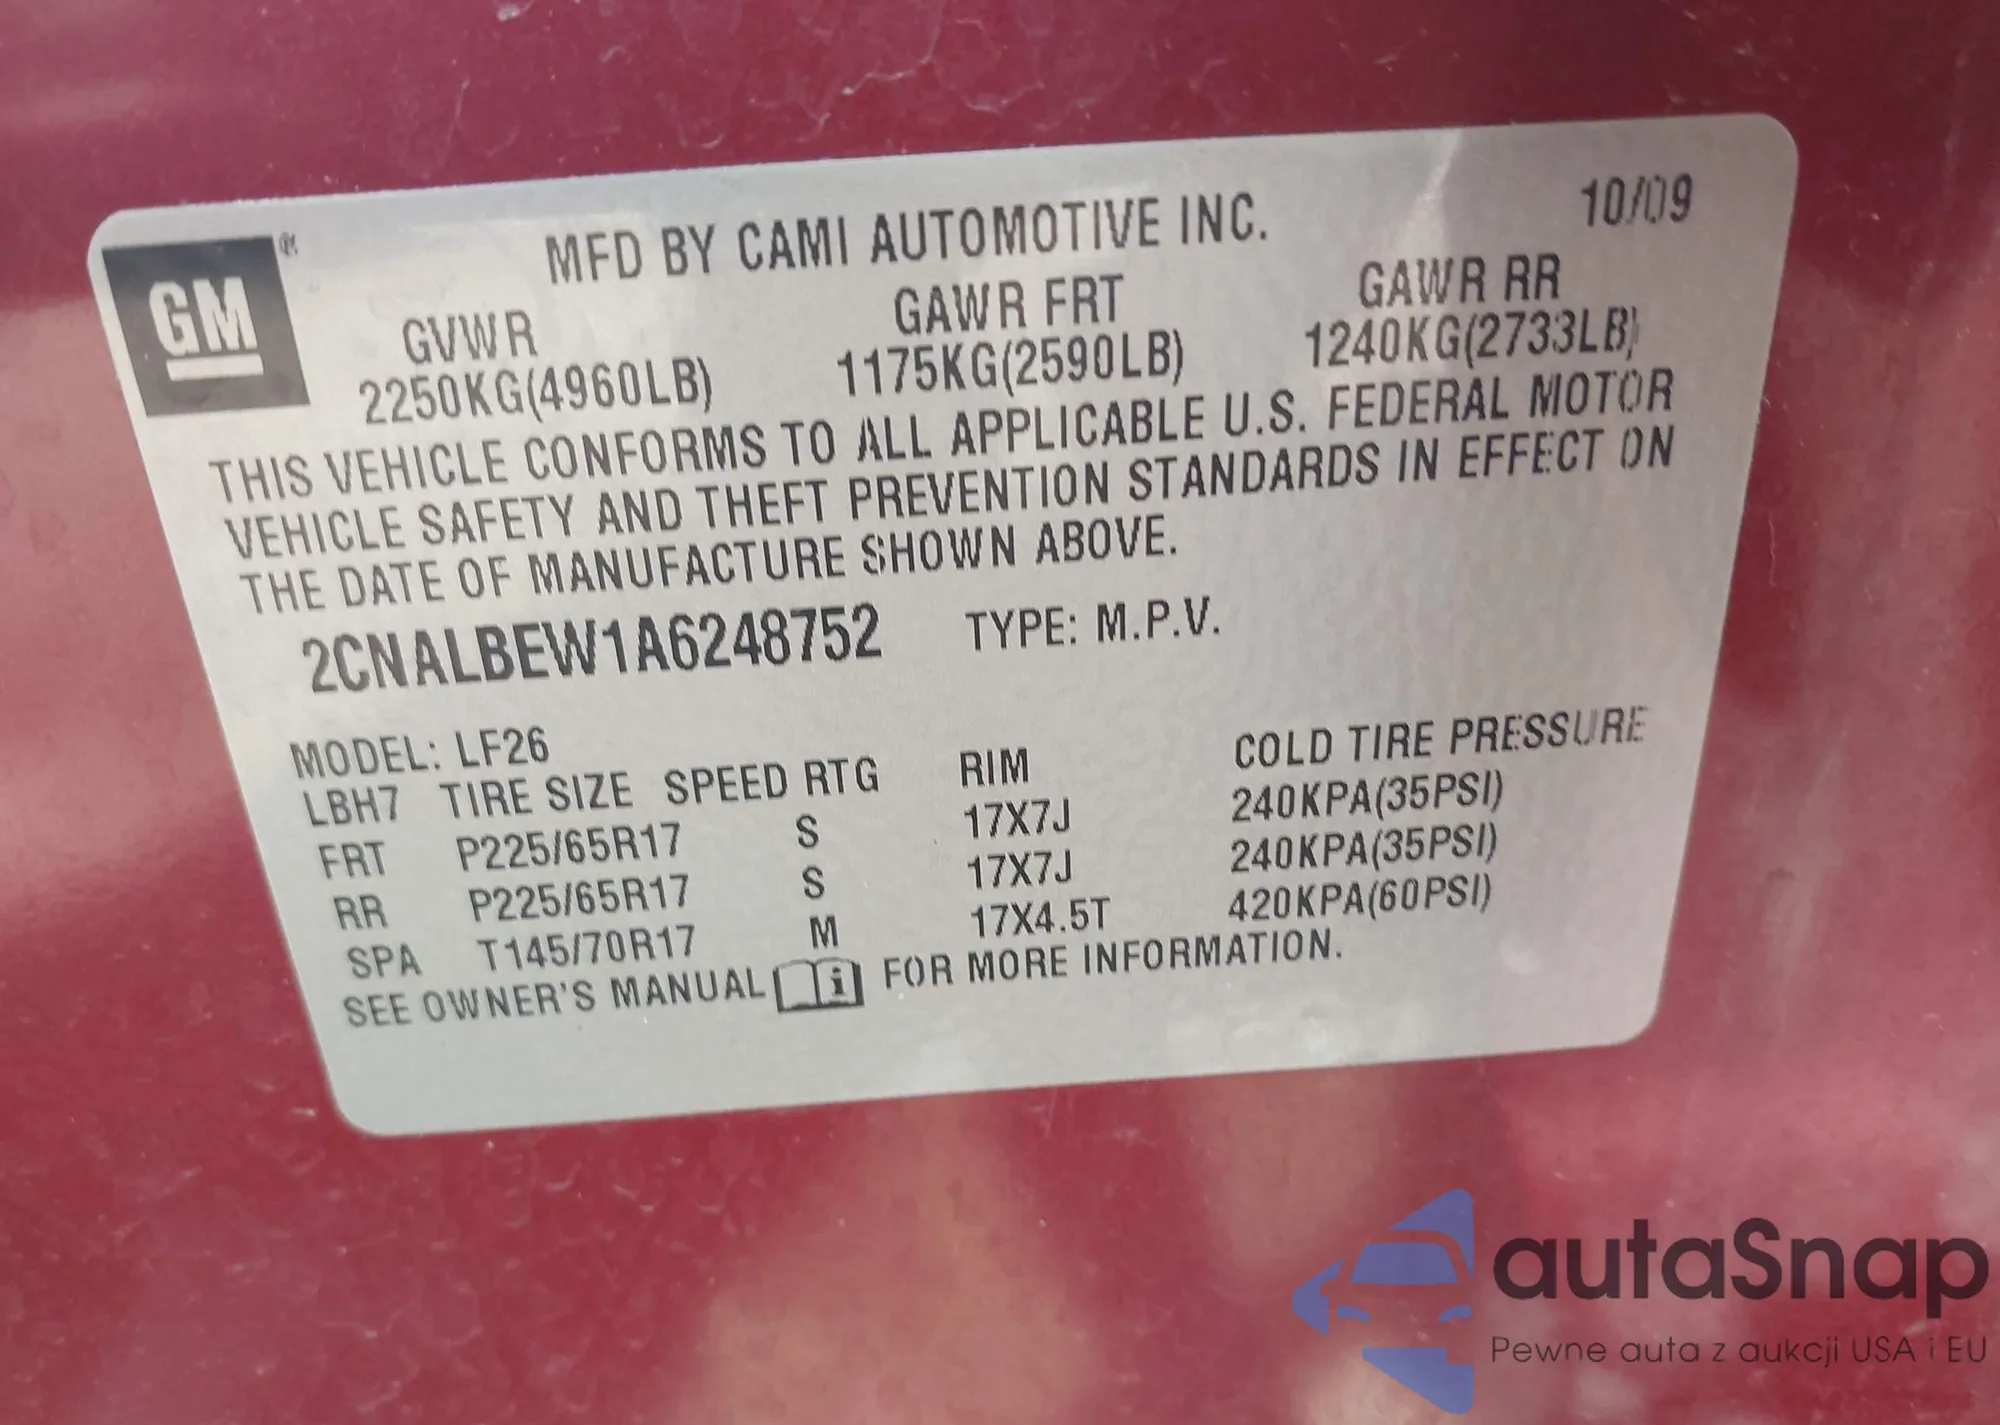 GM®
MFD BY CAMI AUTOMOTIVE INC. 10/09
GVWR GAWR FRT GAWR RR
2250KG(4960LB) 1175KG(2590LB) 1240KG(2733LB)
THIS VEHICLE CONFORMS TO ALL APPLICABLE U.S. FEDERAL MOTOR
VEHICLE SAFETY AND THEFT PREVENTION STANDARDS IN EFFECT ON
THE DATE OF MANUFACTURE SHOWN ABOVE.
2CNALBEW1A6248752 TYPE: M.P.V.
MODEL: LF26
LBH7 TIRE SIZE SPEED RTG RIM COLD TIRE PRESSURE
FRT P225/65R17 S 17X7J 240KPA(35PSI)
RR P225/65R17 S 17X7J 240KPA(35PSI)
SPA T145/70R17 M 17X4.5T 420KPA(60PSI)
SEE OWNER'S MANUAL i FOR MORE INFORMATION.
autaSnap
Pewne auta z aukcji USA i EU